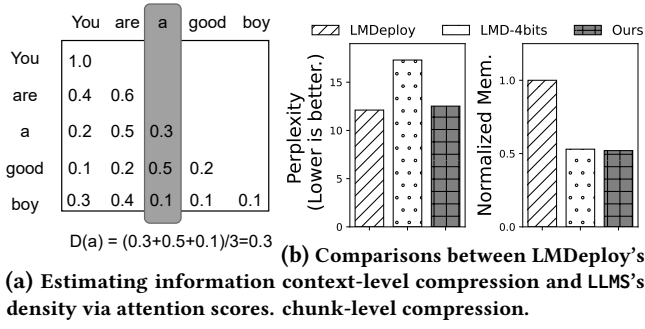 You are a good boy
You 1.0
are 0.4 0.6
a 0.2 0.5 0.3
good 0.1 0.2 0.5 0.2
boy 0.3 0.4 0.1 0.1 0.1
D(a) = (0.3+0.5+0.1)/3=0.3
(a) Estimating information
density via attention scores.
LMDeploy LMD-4bits Ours
Perplexity
(Lower is better.)
15
10
5
0
Normalized Mem.
1.0
0.5
0.0
(b) Comparisons between LMDeploy's
context-level compression and LLMS's
chunk-level compression.